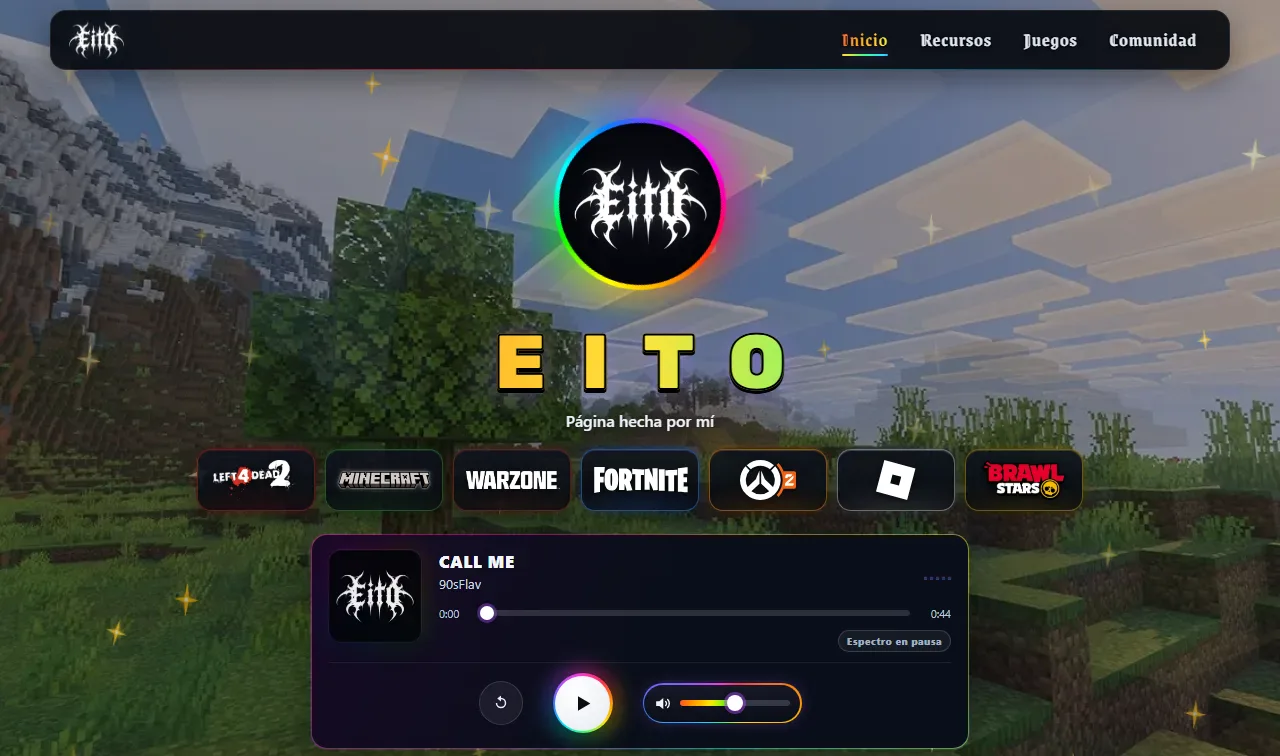 Eito
Inicio Recursos Juegos Comunidad
Eito
EITO
Página hecha por mí
LEFT 4 DEAD 2
MINECRAFT
WARZONE
FORTNITE
2
BRAWL
STARS
Eito
CALL ME
90sFlav
0:00
0:44
Espectro en pausa